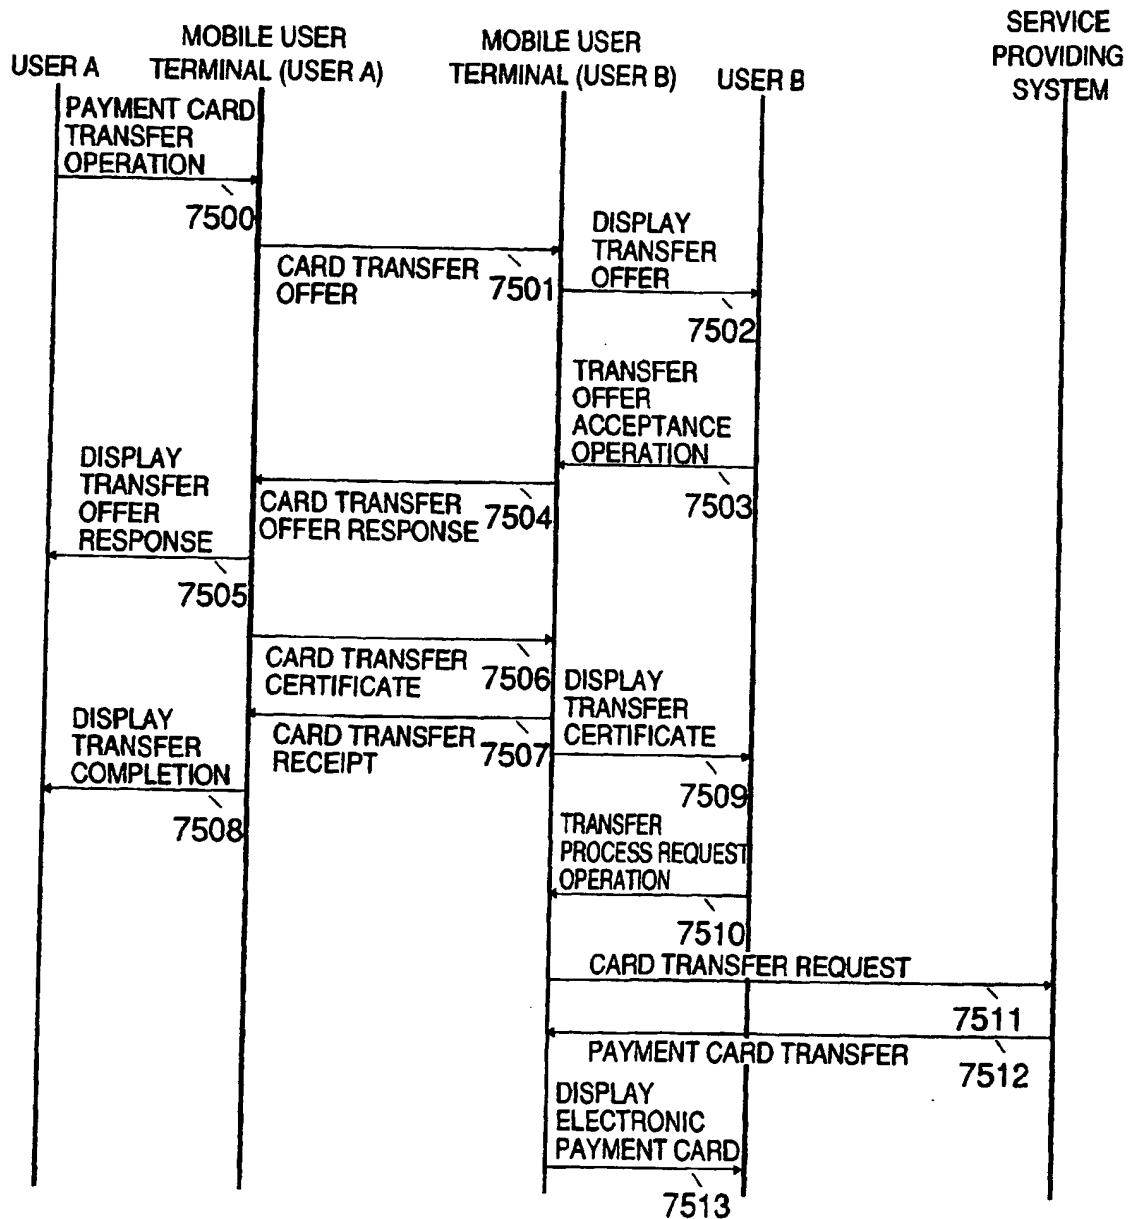 SERVICE
PROVIDING
SYSTEM
MOBILE USER
TERMINAL (USER A)
MOBILE USER
TERMINAL (USER B)
USER A
USER B
PAYMENT CARD
TRANSFER
OPERATION
7500
CARD TRANSFER
OFFER
7501
DISPLAY
TRANSFER
OFFER
7502
TRANSFER
OFFER
ACCEPTANCE
OPERATION
7503
CARD TRANSFER
OFFER RESPONSE
7504
DISPLAY
TRANSFER
OFFER
RESPONSE
7505
CARD TRANSFER
CERTIFICATE
7506
CARD TRANSFER
RECEIPT
7507
DISPLAY
TRANSFER
COMPLETION
7508
DISPLAY
TRANSFER
CERTIFICATE
7509
TRANSFER
PROCESS REQUEST
OPERATION
7510
CARD TRANSFER REQUEST
7511
PAYMENT CARD TRANSFER
7512
DISPLAY
ELECTRONIC
PAYMENT CARD
7513